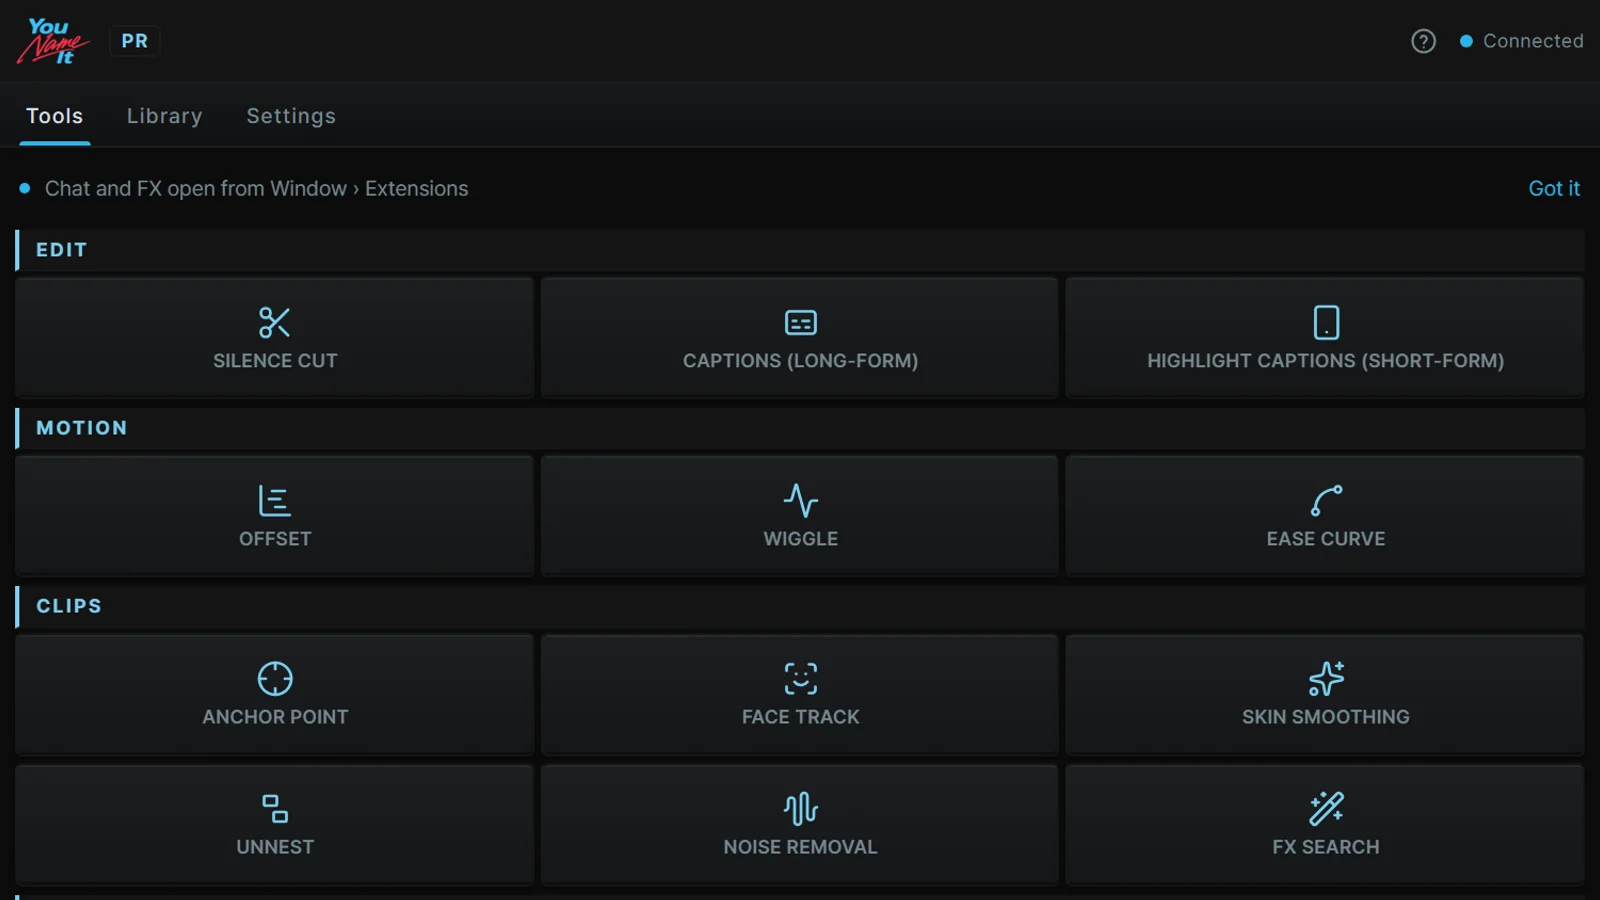 You
Name
It
PR
Connected
Tools
Library
Settings
Chat and FX open from Window › Extensions
Got it
EDIT
SILENCE CUT
CAPTIONS (LONG-FORM)
HIGHLIGHT CAPTIONS (SHORT-FORM)
MOTION
OFFSET
WIGGLE
EASE CURVE
CLIPS
ANCHOR POINT
FACE TRACK
SKIN SMOOTHING
UNNEST
NOISE REMOVAL
FX SEARCH